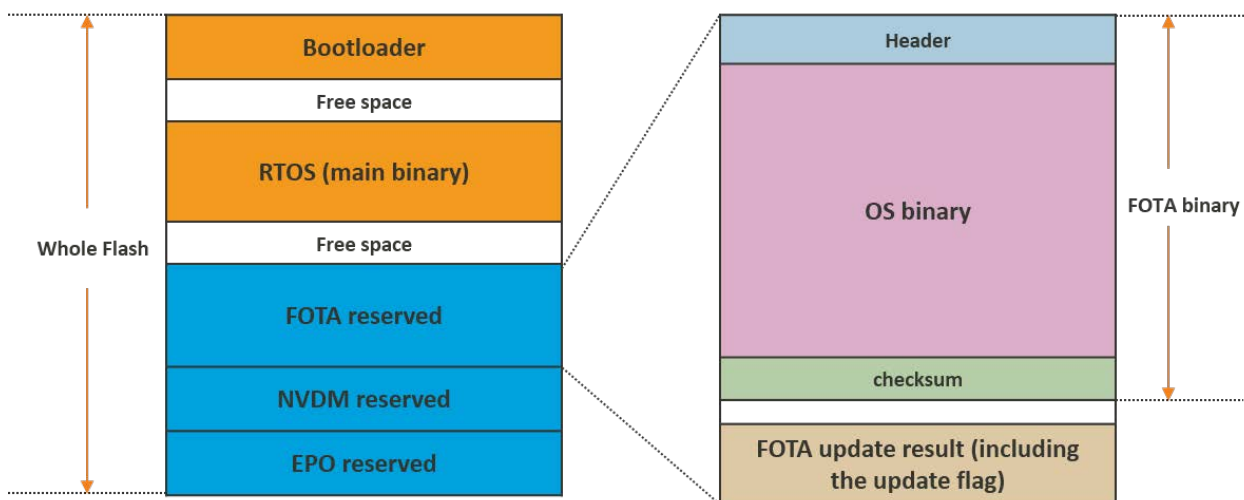 Whole Flash
Bootloader
Free space
RTOS (main binary)
Free space
FOTA reserved
NVDM reserved
EPO reserved
Header
OS binary
checksum
FOTA update result (including
the update flag)
FOTA binary